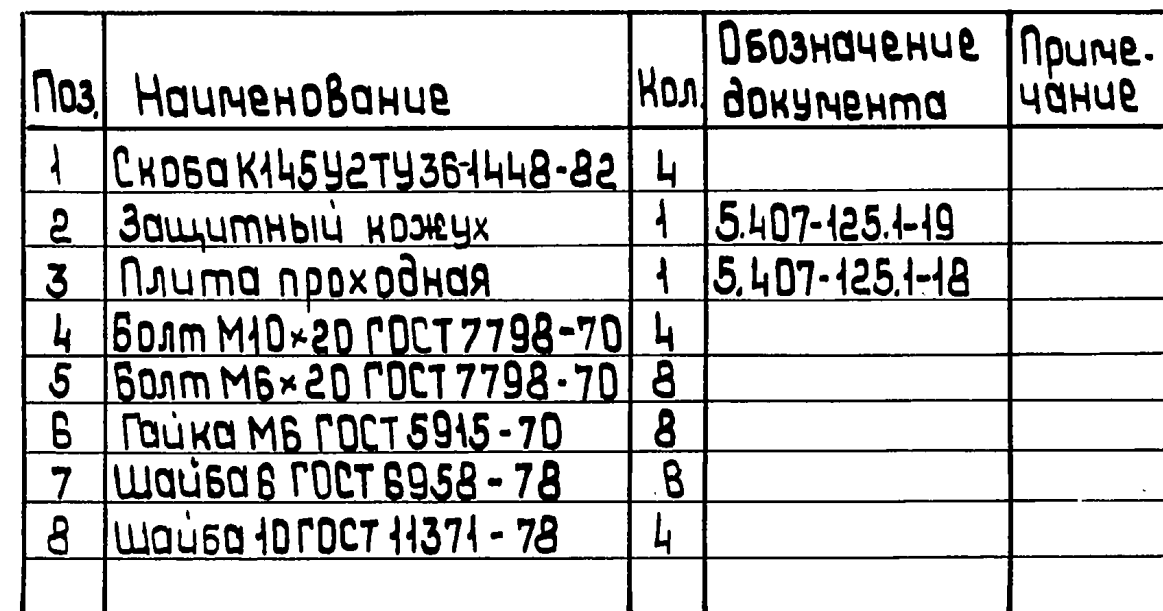 Поз. Наименование Кол. Обозначение документа Приме-чание
1 Скоба К145У2ТУ36-1448-82 4
2 Защитный кожух 1 5.407-125.1-19
3 Плита проходная 1 5.407-125.1-18
4 Болт М10×20 ГОСТ 7798-70 4
5 Болт М6×20 ГОСТ 7798-70 8
6 Гайка М6 ГОСТ 5915-70 8
7 Шайба 6 ГОСТ 6958-78 8
8 Шайба 10 ГОСТ 11371-78 4